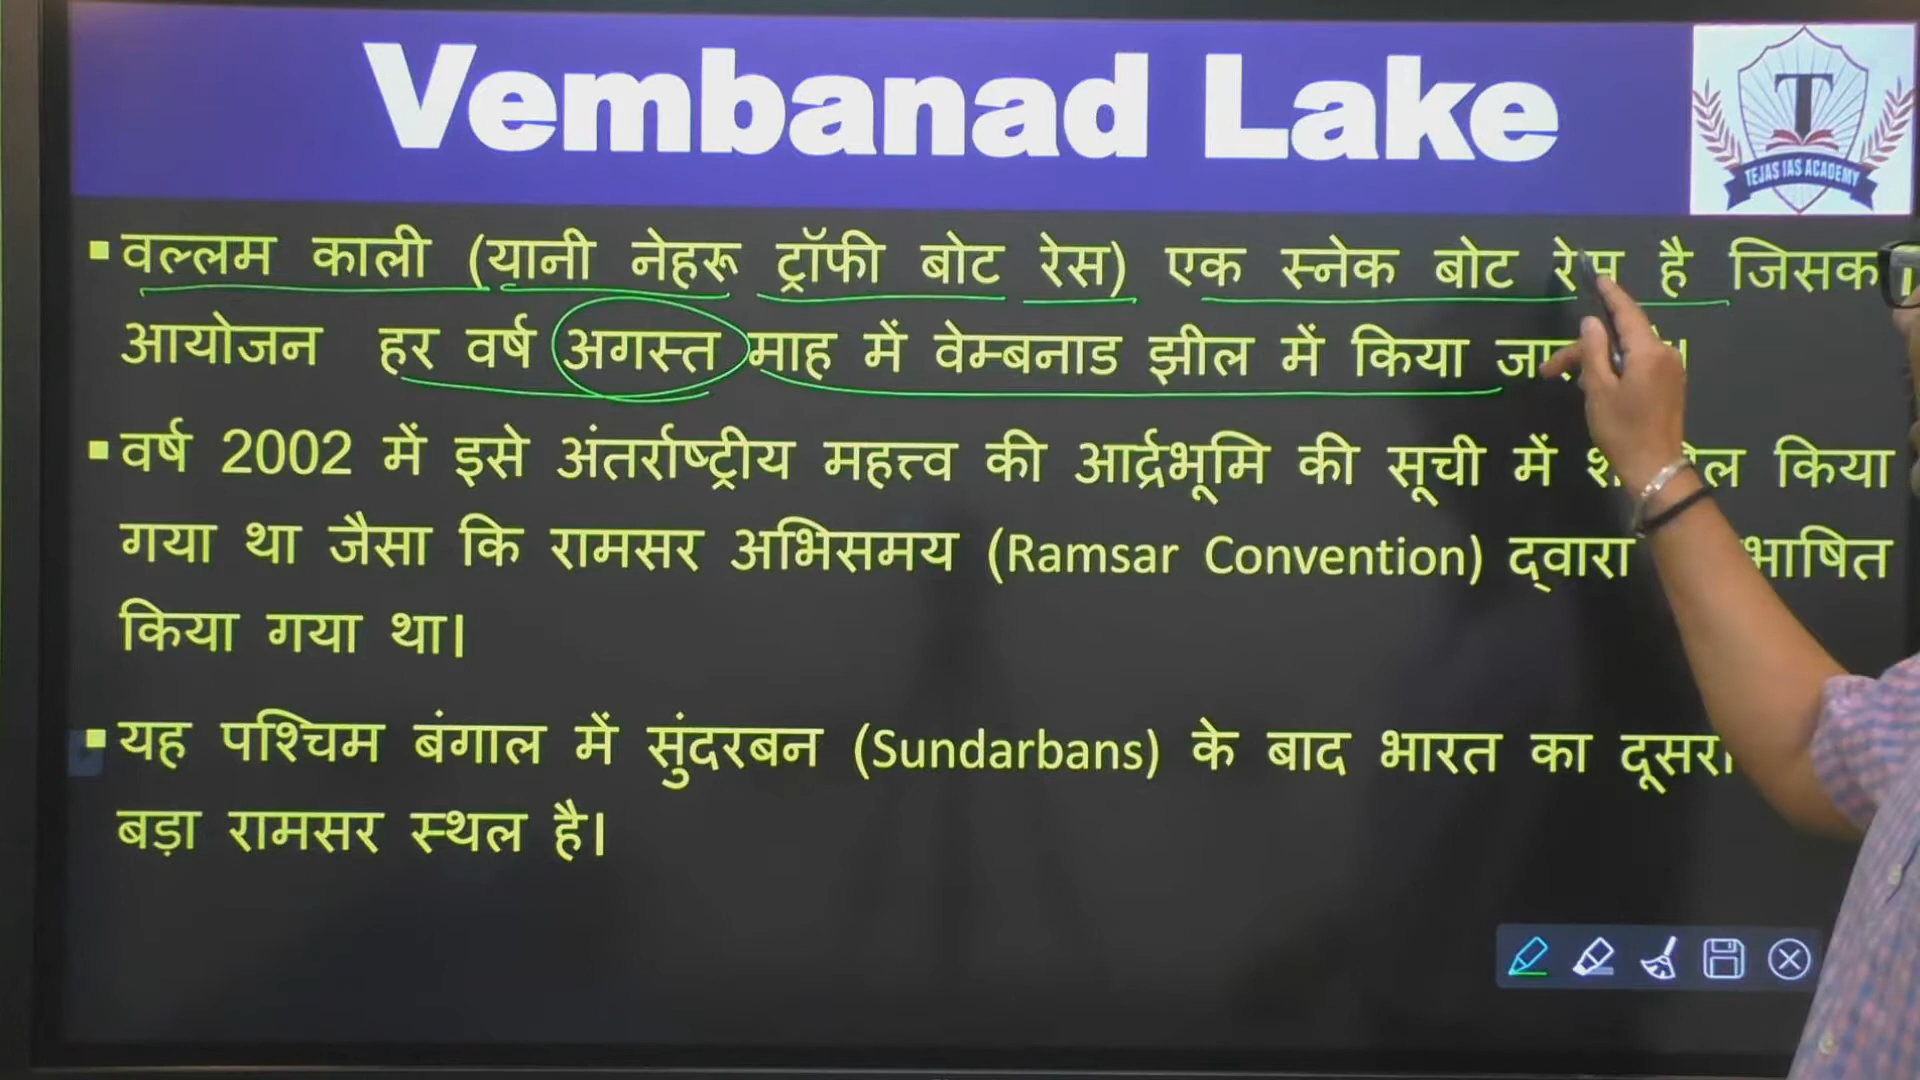 Vembanad Lake
TEJAS IAS ACADEMY
▪ वल्लम काली (यानी नेहरू ट्रॉफी बोट रेस) एक स्नेक बोट रेस है
आयोजन हर वर्ष अगस्त माह में वेम्बनाड झील में किया
▪ वर्ष 2002 में इसे अंतर्राष्ट्रीय महत्त्व की आर्द्रभूमि की सूची में किया
गया था जैसा कि रामसर अभिसमय (Ramsar Convention) द्वारा
किया गया था।
▪ यह पश्चिम बंगाल में सुंदरबन (Sundarbans) के बाद भारत का दूसरा
बड़ा रामसर स्थल है।